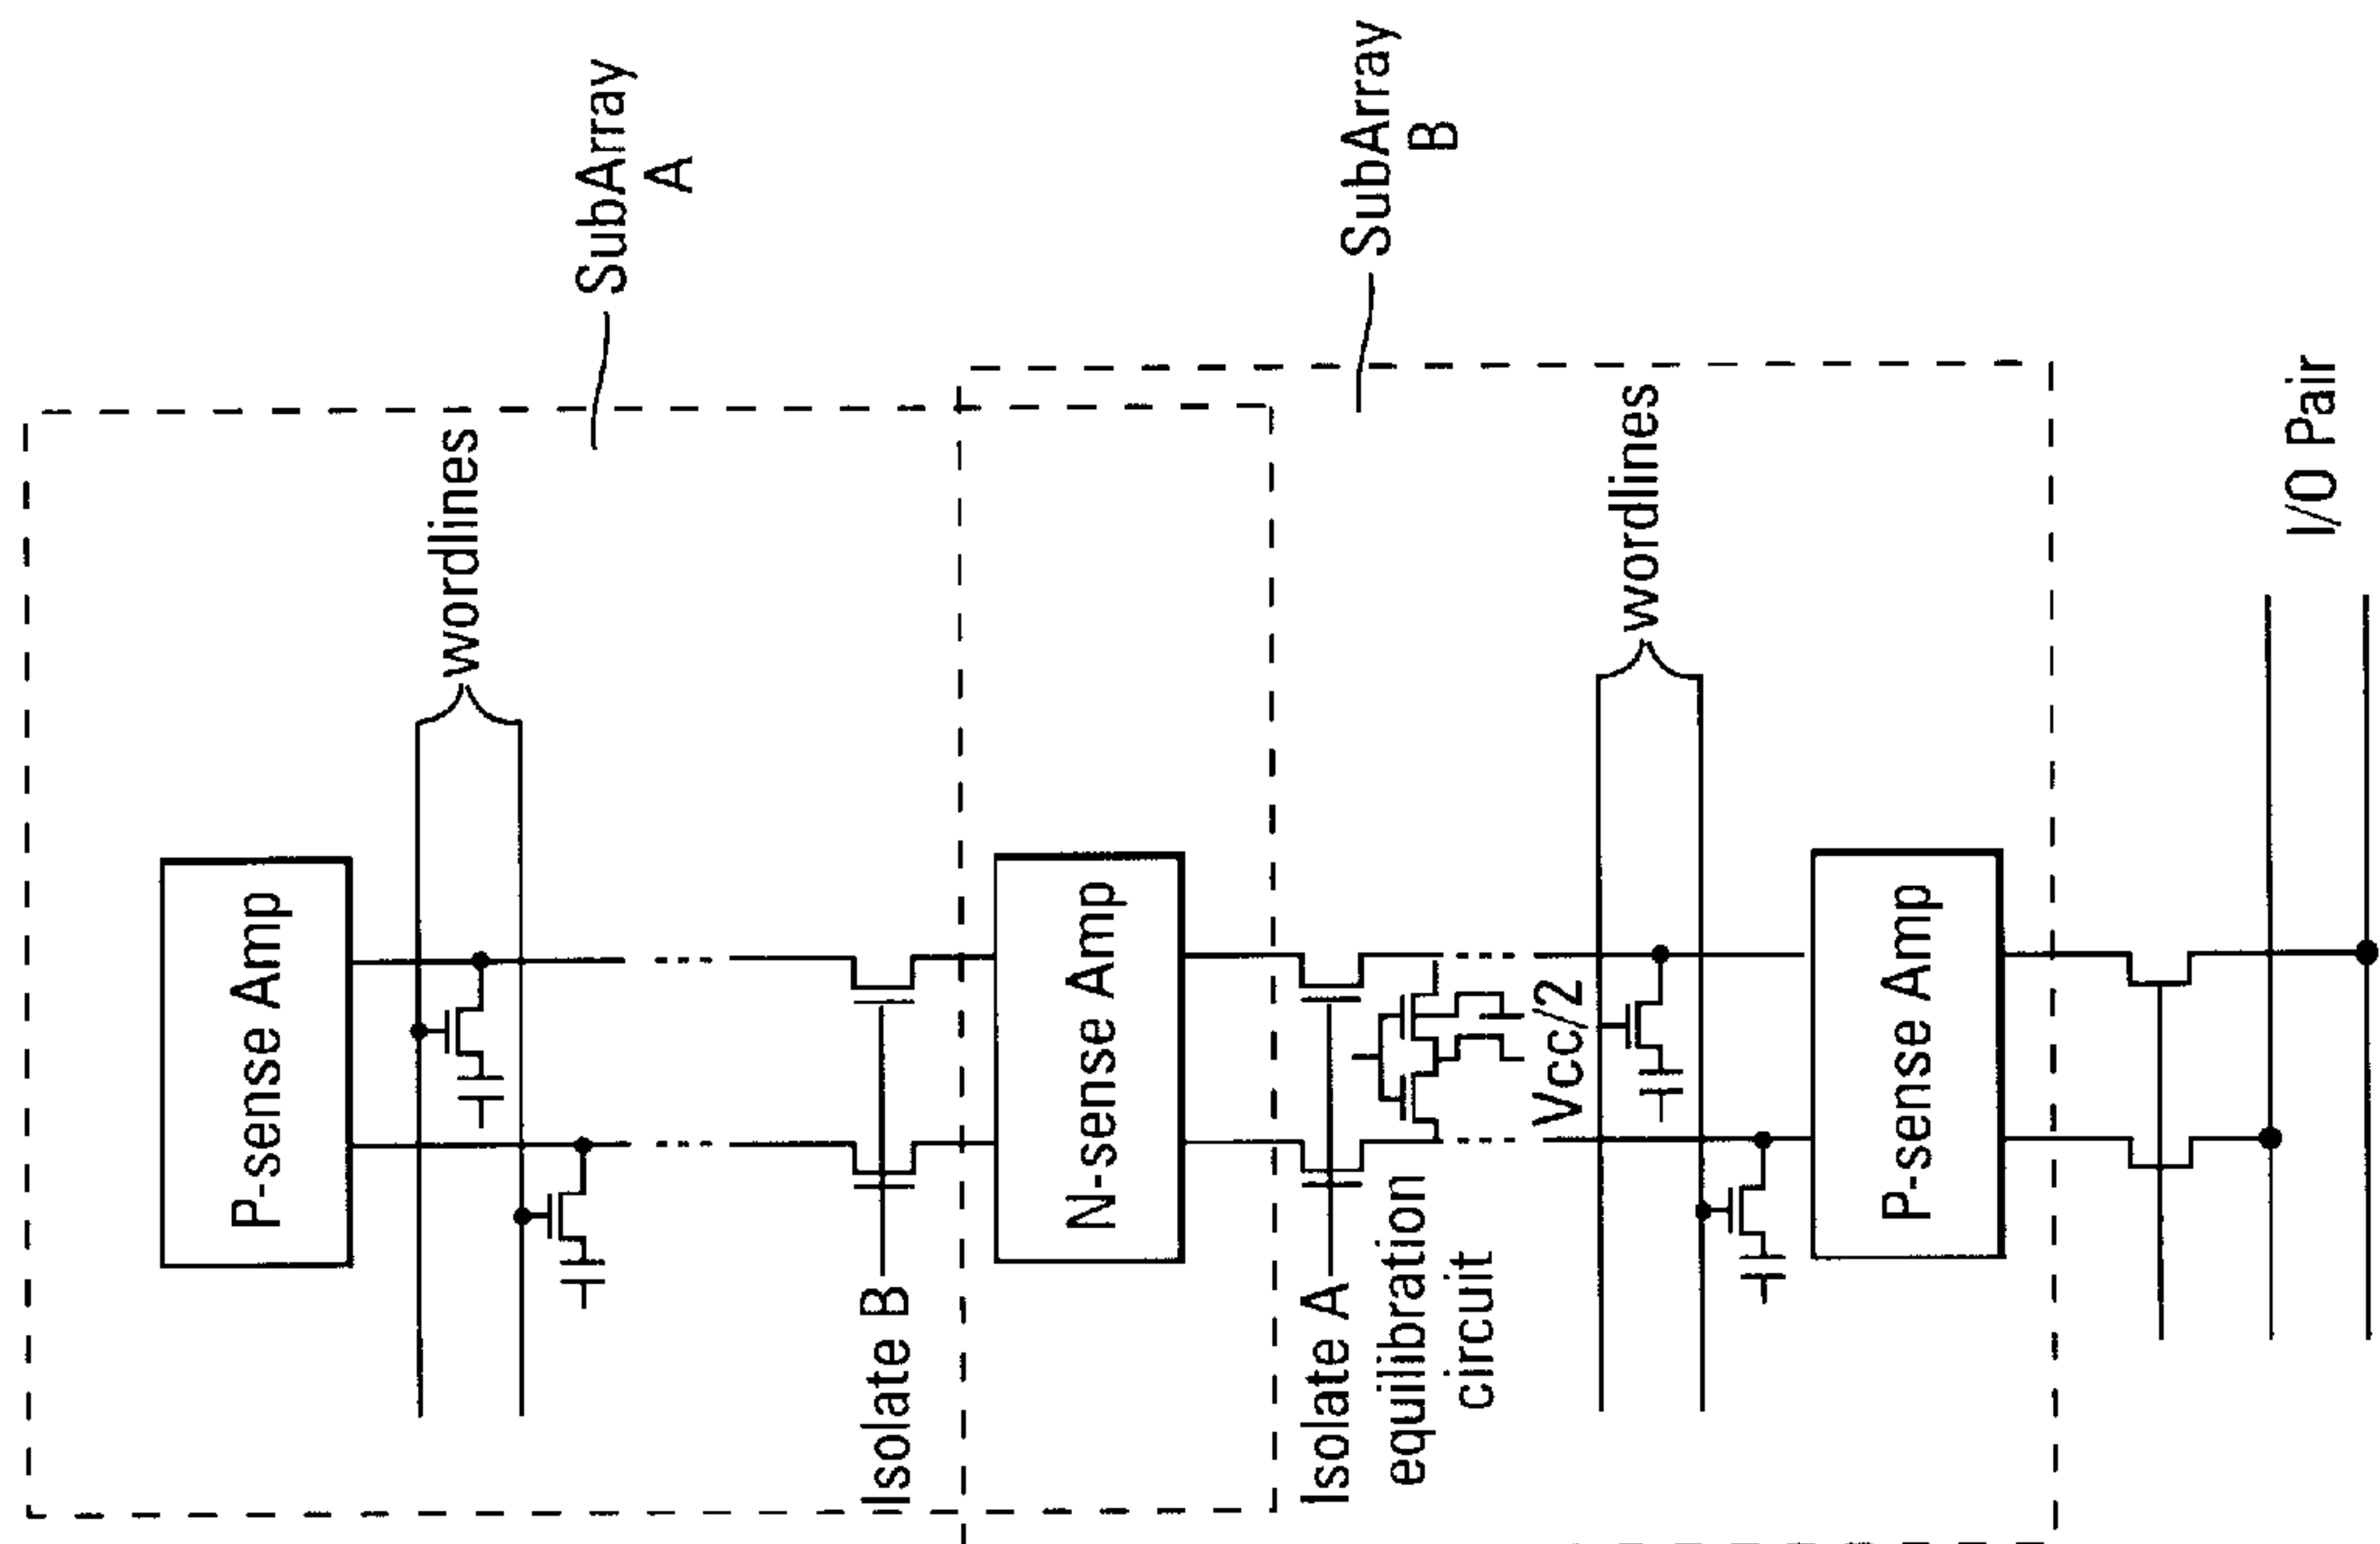 P-sense Amp
wordlines
SubArray
A
Isolate B
N-sense Amp
Isolate A
equilibration
circuit
Vcc/2
SubArray
B
wordlines
P-sense Amp
I/O Pair